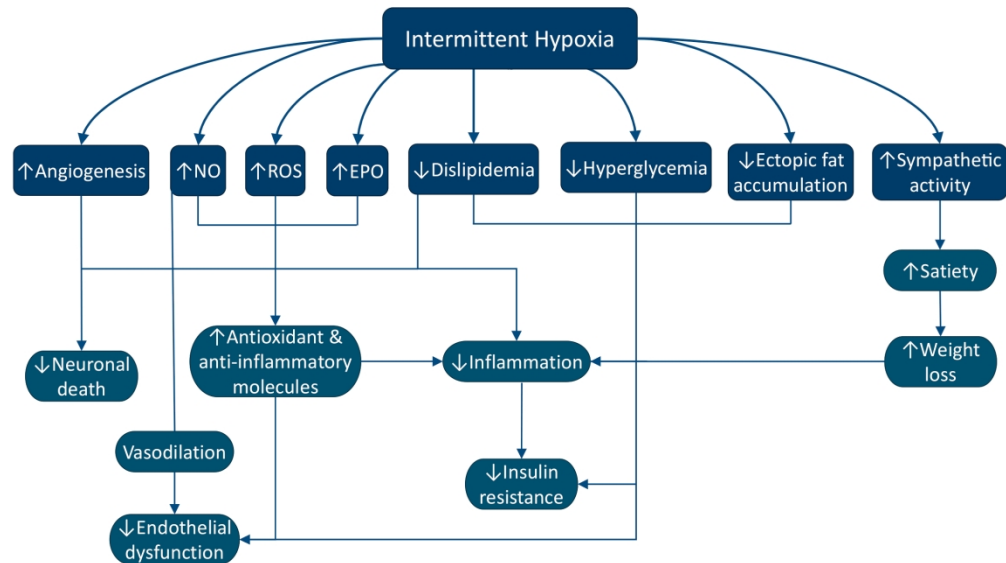 Intermittent Hypoxia
↑Angiogenesis
↑NO
↑ROS
↑EPO
↓Dislipidemia
↓Hyperglycemia
↓Ectopic fat
accumulation
↑Sympathetic
activity
↑Satiety
↓Neuronal
death
↑Antioxidant &
anti-inflammatory
molecules
↓Inflammation
↑Weight
loss
Vasodilation
↓Insulin
resistance
↓Endothelial
dysfunction